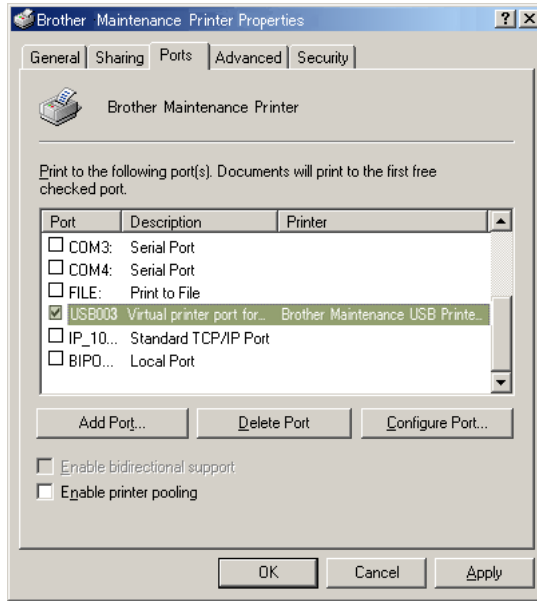 Brother Maintenance Printer Properties
General Sharing Ports Advanced Security
Brother Maintenance Printer
Print to the following port(s). Documents will print to the first free
checked port.
Port Description Printer
COM3: Serial Port
COM4: Serial Port
FILE: Print to File
USB003 Virtual printer port for... Brother Maintenance USB Printe...
IP_10... Standard TCP/IP Port
BIPO... Local Port
Add Port... Delete Port Configure Port...
Enable bidirectional support
Enable printer pooling
OK Cancel Apply